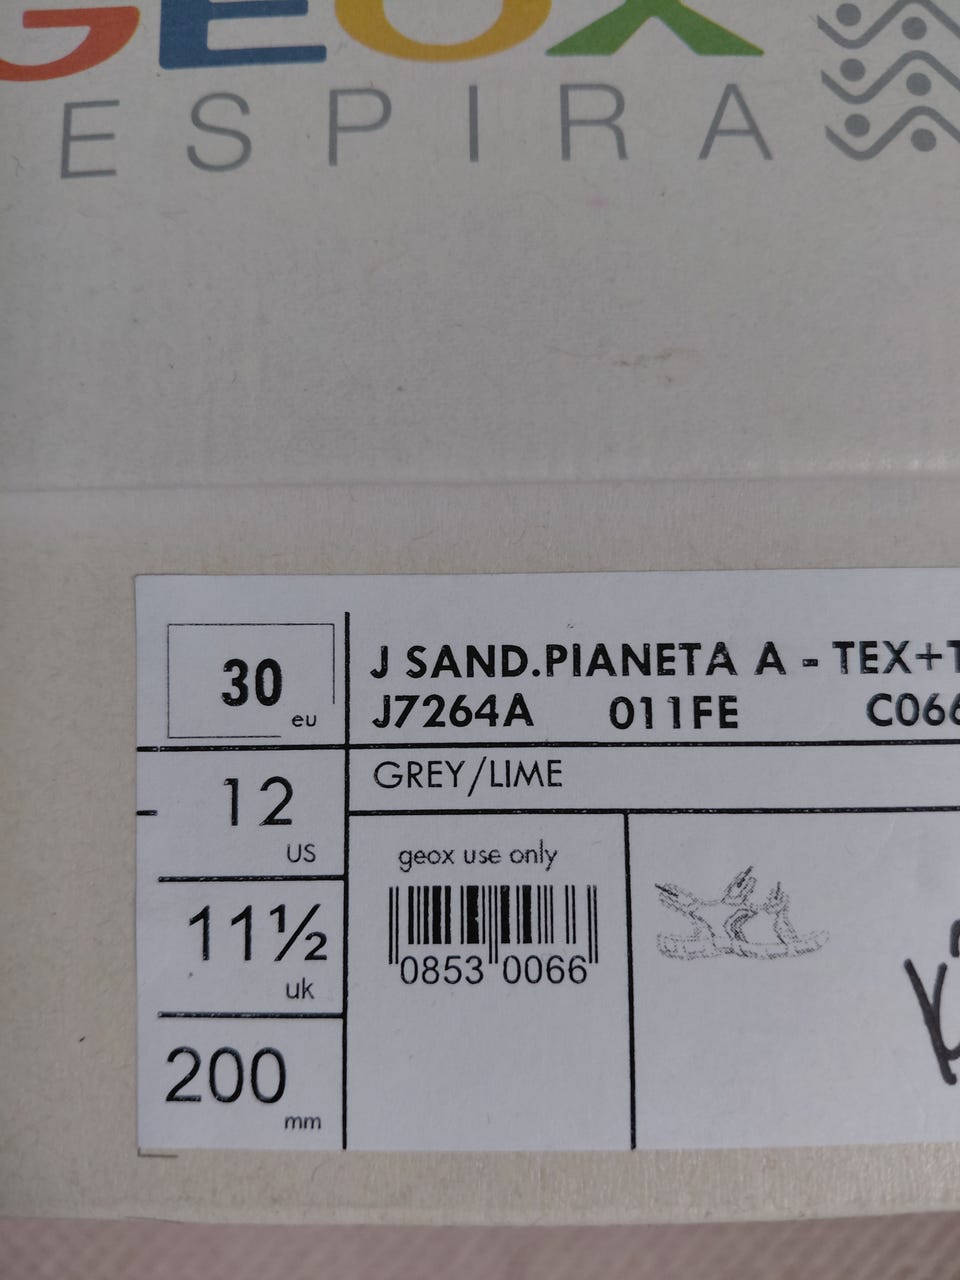 GEOX
ESPIRA
30 eu
J SAND.PIANETA A - TEX+T
J7264A 011FE C066
GREY/LIME
12 US
11½ uk
200 mm
geox use only
0853 0066